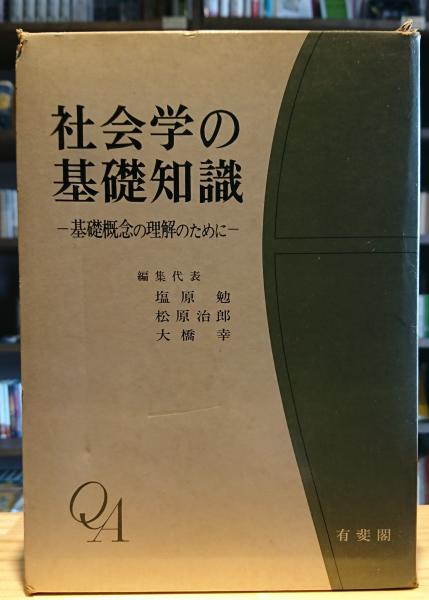 社会学の
基礎知識
−基礎概念の理解のために−
編集代表
塩原勉
松原治郎
大橋幸
QA
有斐閣